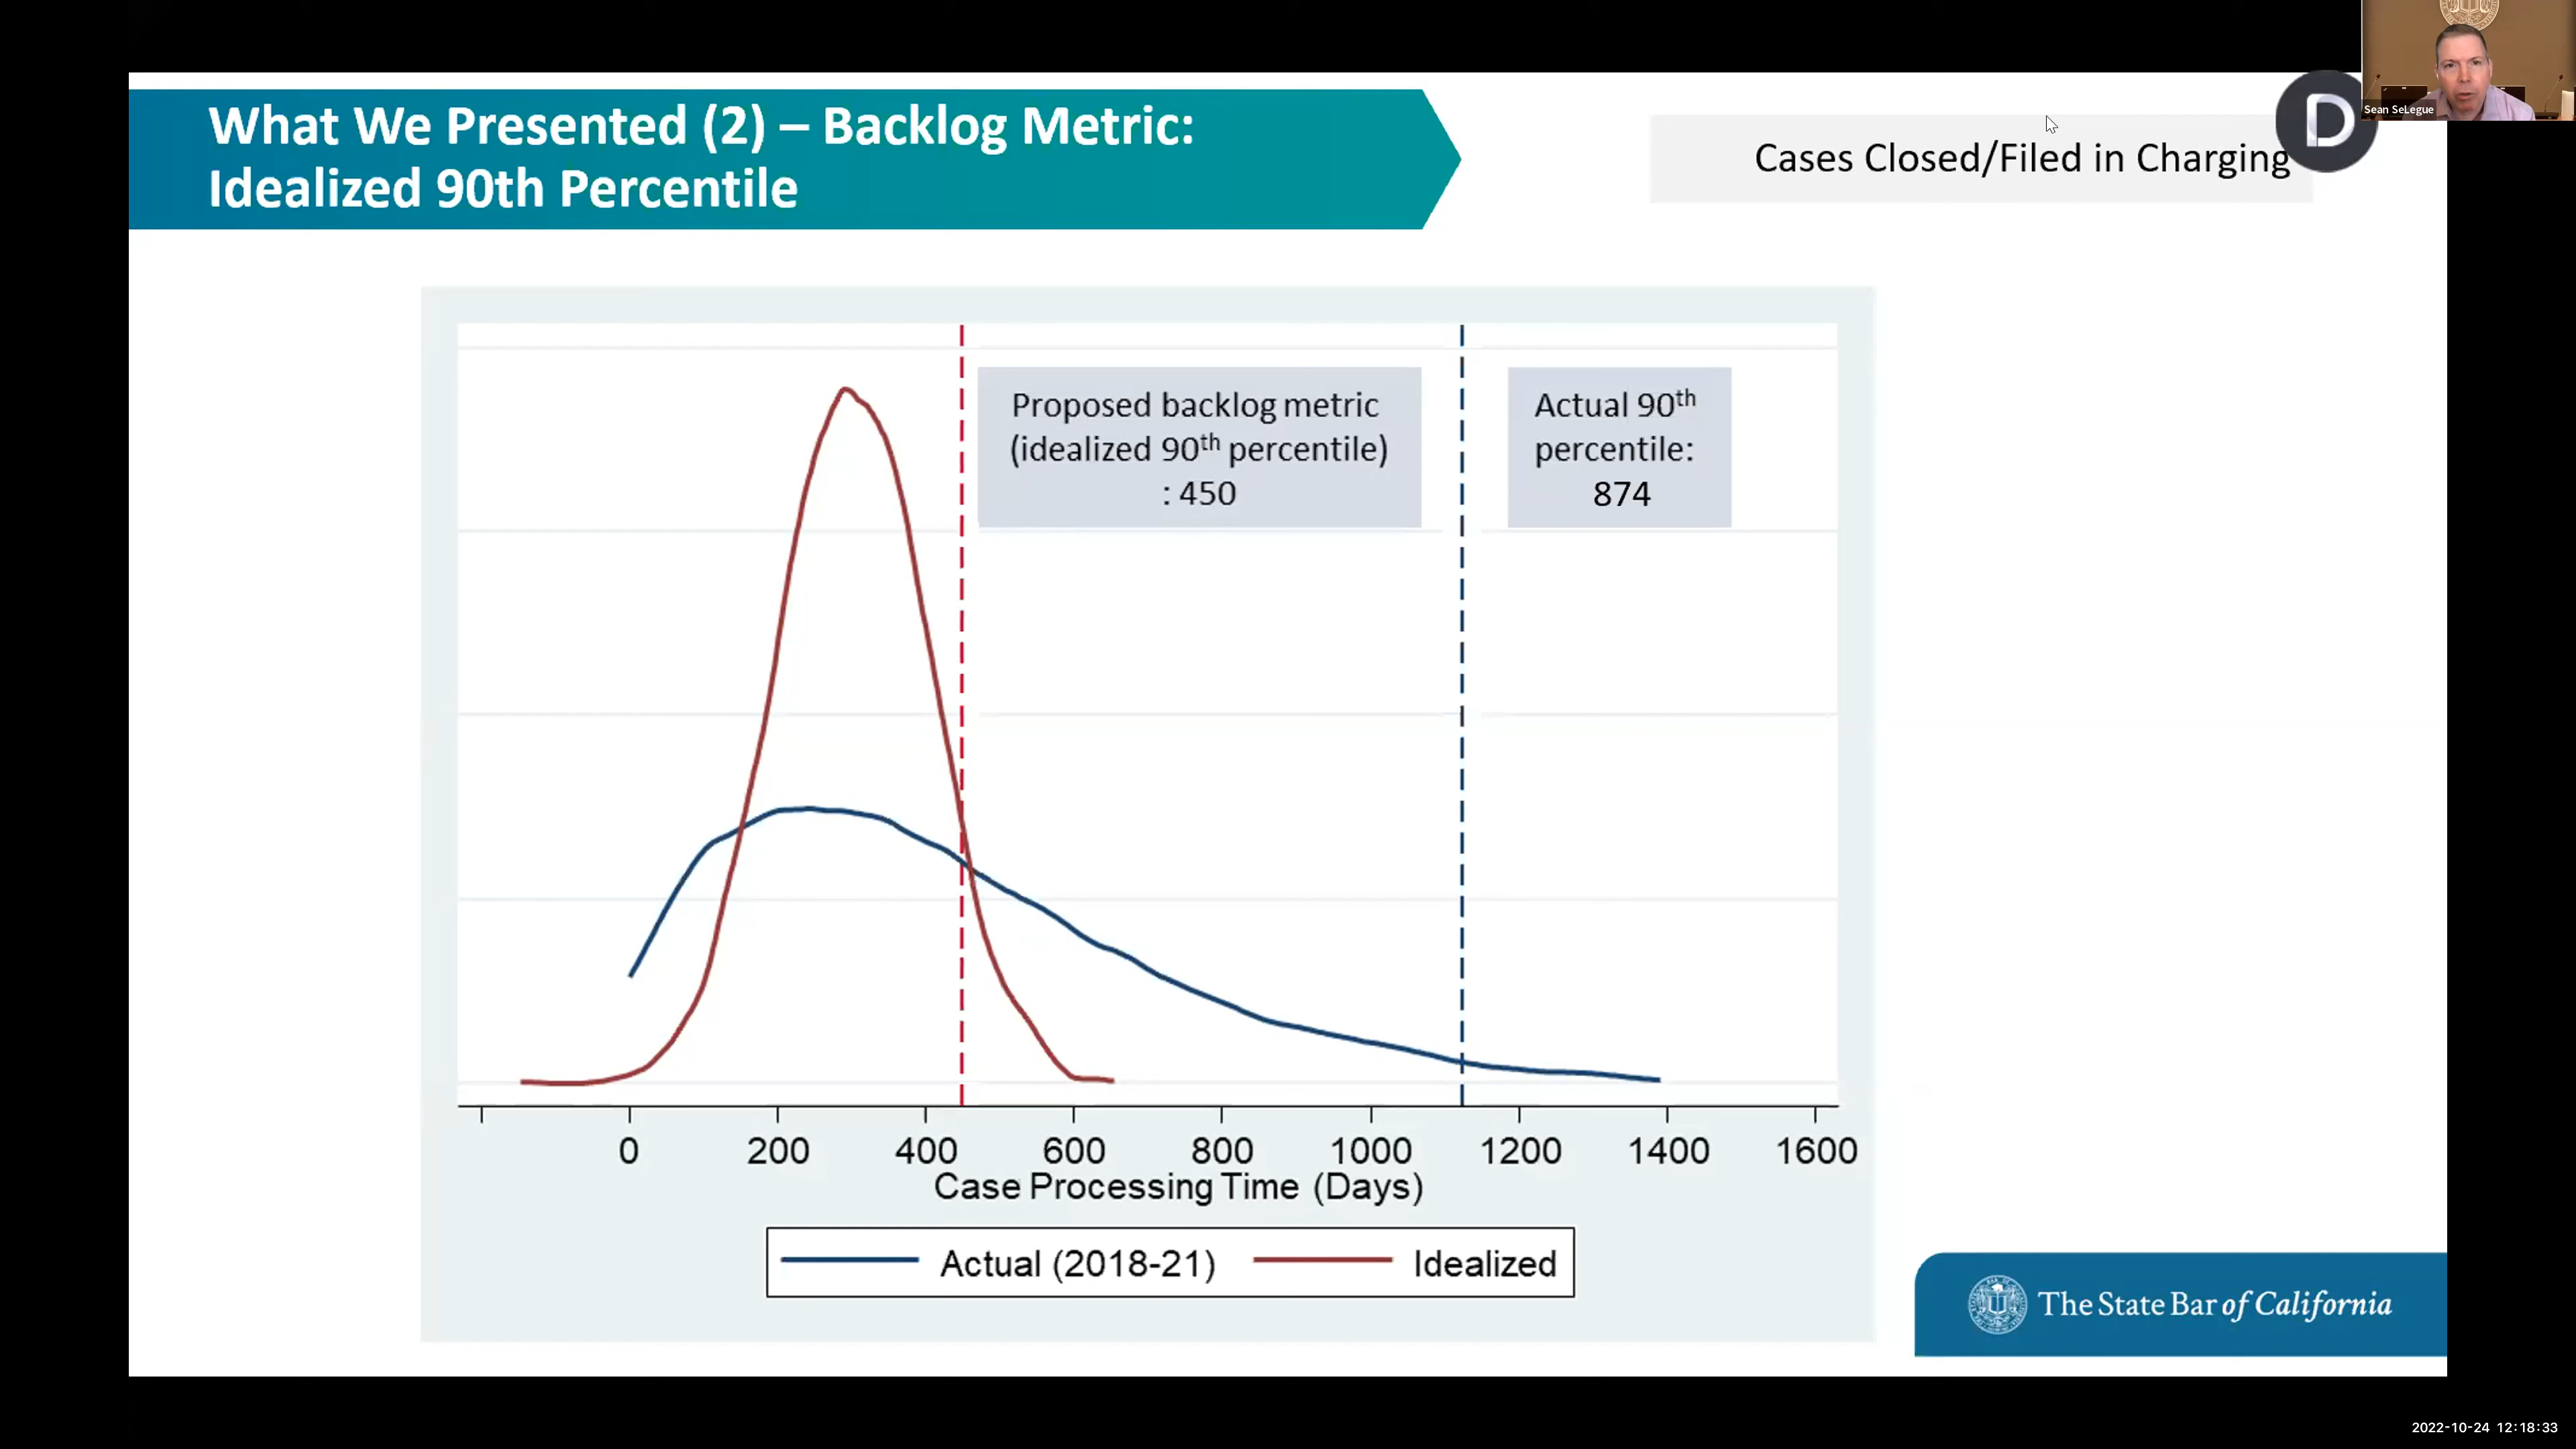 Sean SeLegue
What We Presented (2) – Backlog Metric:
Idealized 90th Percentile
Cases Closed/Filed in Charging
D
Proposed backlog metric
(idealized 90th percentile)
: 450
Actual 90th
percentile:
874
0 200 400 600 800 1000 1200 1400 1600
Case Processing Time (Days)
Actual (2018-21) Idealized
The State Bar of California
2022-10-24 12:18:33